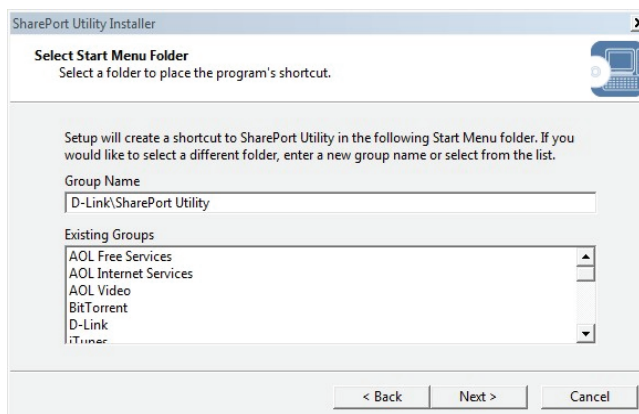 SharePort Utility Installer
Select Start Menu Folder
Select a folder to place the program's shortcut.
Setup will create a shortcut to SharePort Utility in the following Start Menu folder. If you
would like to select a different folder, enter a new group name or select from the list.
Group Name
D-Link\SharePort Utility
Existing Groups
AOL Free Services
AOL Internet Services
AOL Video
BitTorrent
D-Link
iTunes
< Back
Next >
Cancel